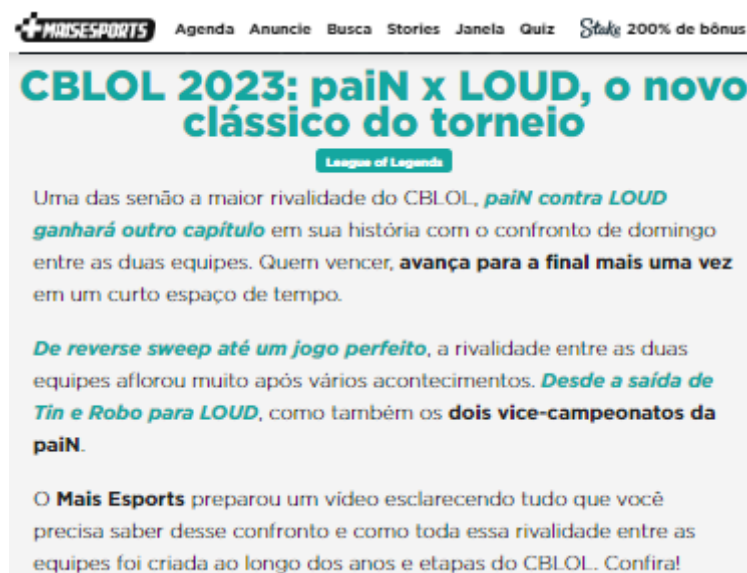 MAISESPORTS Agenda Anuncie Busca Stories Janela Quiz Stake 200% de bônus
CBLOL 2023: paiN x LOUD, o novo
clássico do torneio
League of Legends
Uma das senão a maior rivalidade do CBLOL, paiN contra LOUD
ganhará outro capítulo em sua história com o confronto de domingo
entre as duas equipes. Quem vencer, avança para a final mais uma vez
em um curto espaço de tempo.
De reverse sweep até um jogo perfeito, a rivalidade entre as duas
equipes aflorou muito após vários acontecimentos. Desde a saída de
Tin e Robo para LOUD, como também os dois vice-campeonatos da
paiN.
O Mais Esports preparou um vídeo esclarecendo tudo que você
precisa saber desse confronto e como toda essa rivalidade entre as
equipes foi criada ao longo dos anos e etapas do CBLOL. Confira!